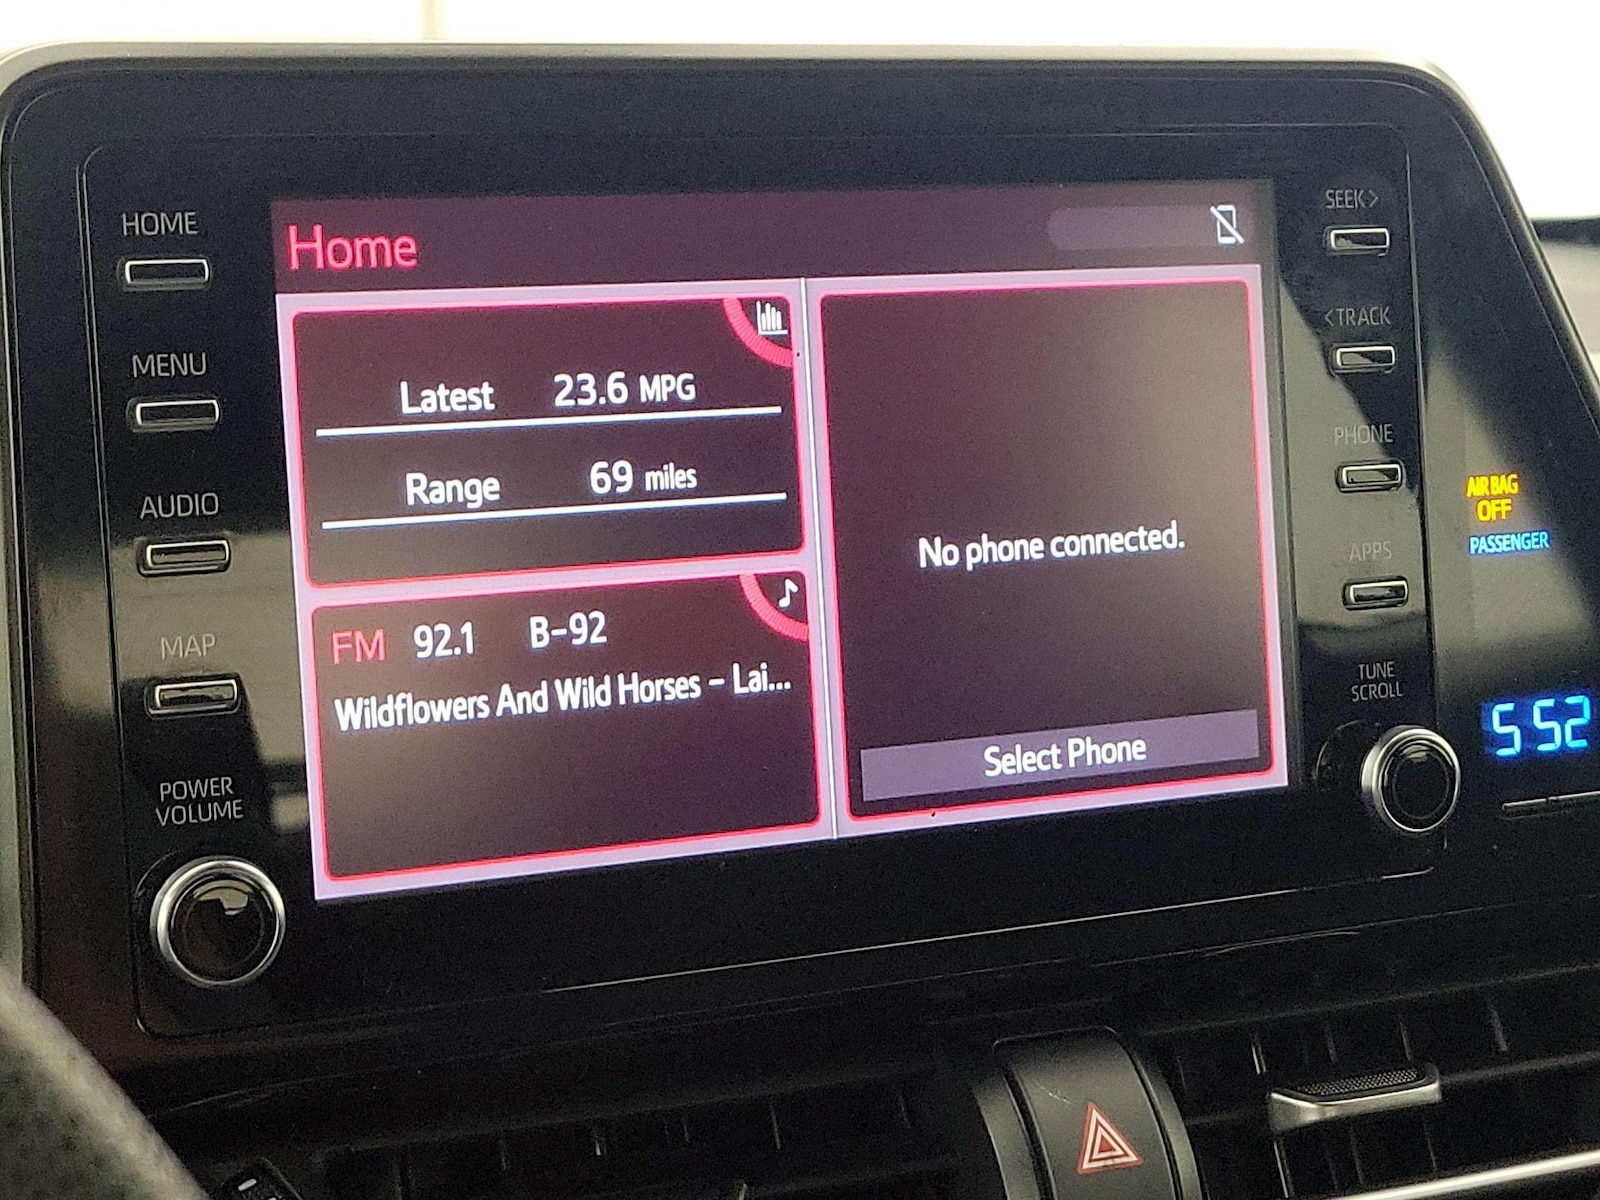 HOME
MENU
AUDIO
MAP
POWER
VOLUME
Home
Latest 23.6 MPG
Range 69 miles
FM 92.1 B-92
Wildflowers And Wild Horses - Lai...
No phone connected.
Select Phone
SEEK>
<TRACK
PHONE
APPS
TUNE
SCROLL
AIR BAG
OFF
PASSENGER
5:52